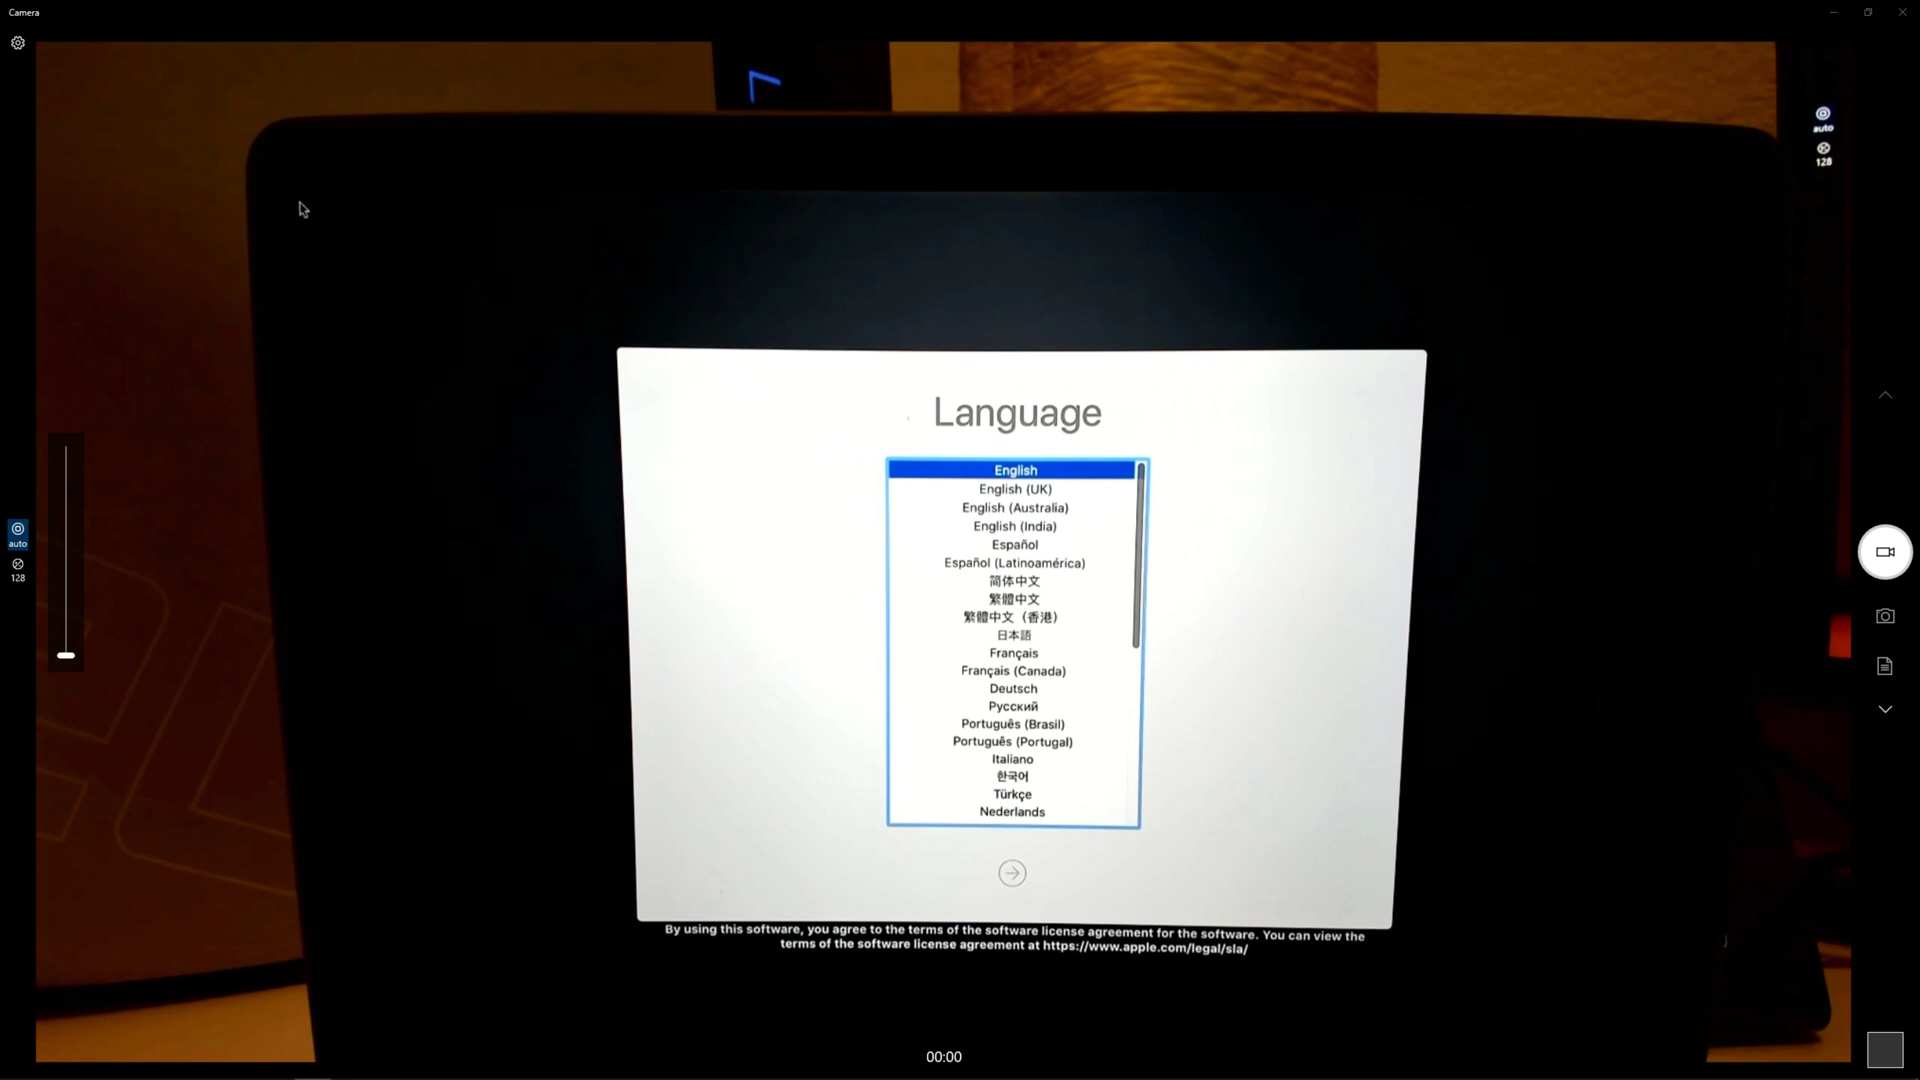 Camera
auto
128
Language
English
English (UK)
English (Australia)
English (India)
Español
Español (Latinoamérica)
简体中文
繁體中文
繁體中文（香港）
日本語
Français
Français (Canada)
Deutsch
Русский
Português (Brasil)
Português (Portugal)
Italiano
한국어
Türkçe
Nederlands
auto
128
By using this software, you agree to the terms of the software license agreement for the software. You can view the
terms of the software license agreement at https://www.apple.com/legal/sla/
00:00